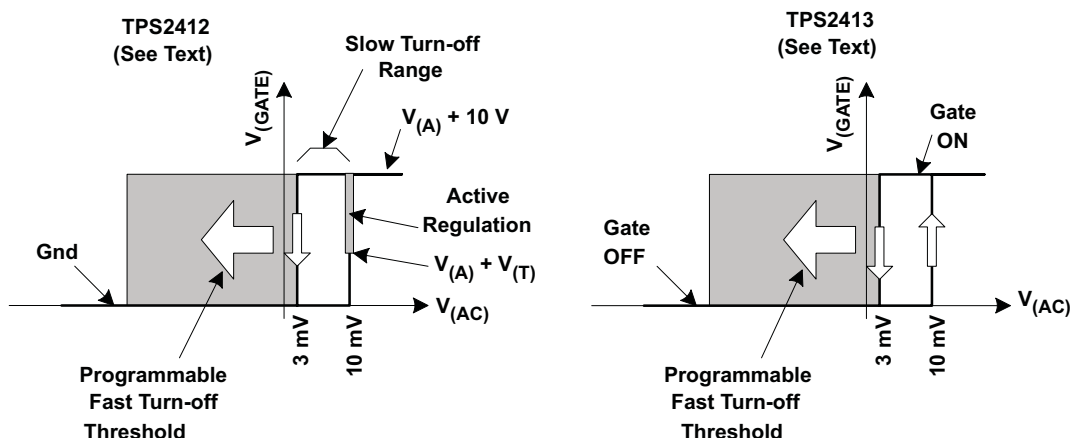 TPS2412
(See Text)
Slow Turn-off
Range
V(GATE)
V(A) + 10 V
Active
Regulation
Gnd
V(A) + V(T)
V(AC)
3 mV
10 mV
Programmable
Fast Turn-off
Threshold
TPS2413
(See Text)
V(GATE)
Gate
ON
Gate
OFF
V(AC)
3 mV
10 mV
Programmable
Fast Turn-off
Threshold